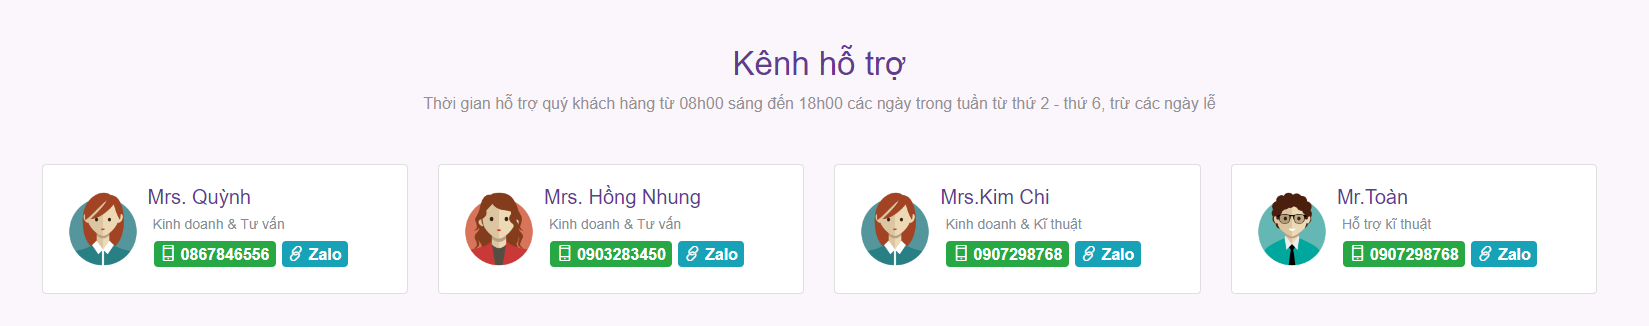 Kênh hỗ trợ
Thời gian hỗ trợ quý khách hàng từ 08h00 sáng đến 18h00 các ngày trong tuần từ thứ 2 - thứ 6, trừ các ngày lễ
Mrs. Quỳnh
Kinh doanh & Tư vấn
0867846556 Zalo
Mrs. Hồng Nhung
Kinh doanh & Tư vấn
0903283450 Zalo
Mrs.Kim Chi
Kinh doanh & Kĩ thuật
0907298768 Zalo
Mr.Toàn
Hỗ trợ kĩ thuật
0907298768 Zalo